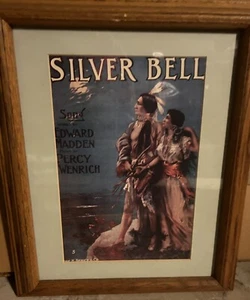 SILVER BELL
Song
EDWARD
MADDEN
PERCY
WENRICH